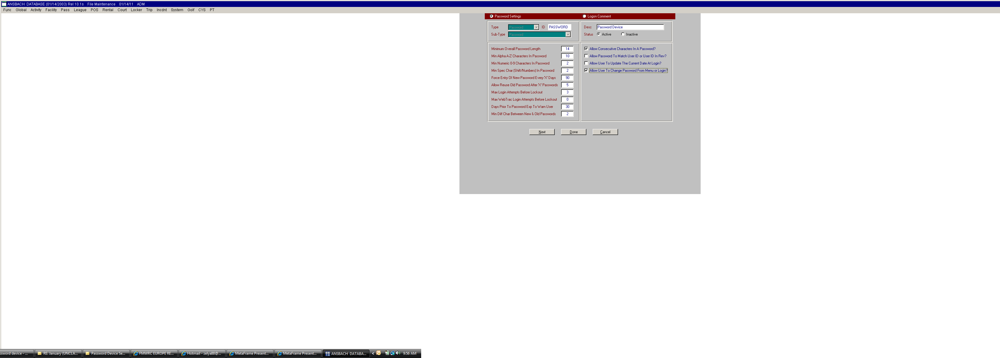 ANSBACH DATABASE (01/14/2003) Rel 10.1s File Maintenance 01/14/11 ADM
Func Global Activity Facility Pass League POS Rental Court Locker Trip Incdnt System Golf CYS PT
Password Settings Logon Comment
Type Password ID PASSWORD
Sub-Type Password
Desc Password Device
Status Active Inactive
Minimum Overall Password Length 14
Min Alpha A-Z Characters In Password 10
Min Numeric 0-9 Characters In Password 2
Min Spec Char (Shift/Numbers) In Password 2
Force Entry Of New Password Every "X" Days 90
Allow Reuse Old Password After "X" Passwords 5
Max Login Attempts Before Lockout 3
Max WebTrac Login Attempts Before Lockout 0
Days Prior To Password Exp To Warn User 30
Min Diff Char Between New & Old Passwords 2
Allow Consecutive Characters In A Password?
Allow Password To Match User ID or User ID In Rev?
Allow User To Update The Current Date At Login?
Allow User To Change Password From Menu or Login?
Next Done Cancel
ssword device - ... RE: January (UNCLA... Password Device Se... FMWRC EUROPE RE... Hotmail - zelya88@... MetaFrame Present... MetaFrame Present... ANSBACH DATABA... < 9:56 AM